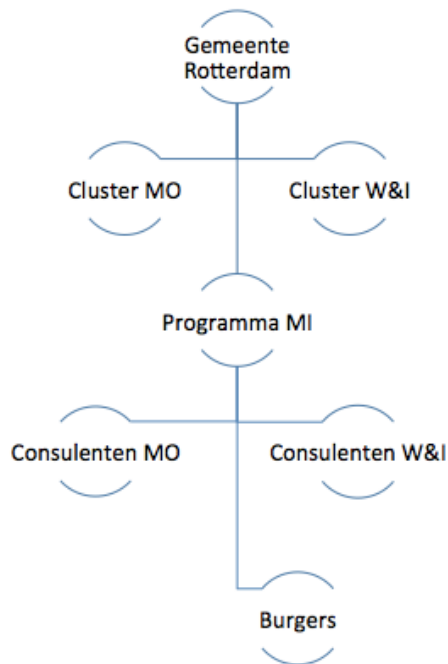 Gemeente
Rotterdam
Cluster MO
Cluster W&I
Programma MI
Consulenten MO
Consulenten W&I
Burgers